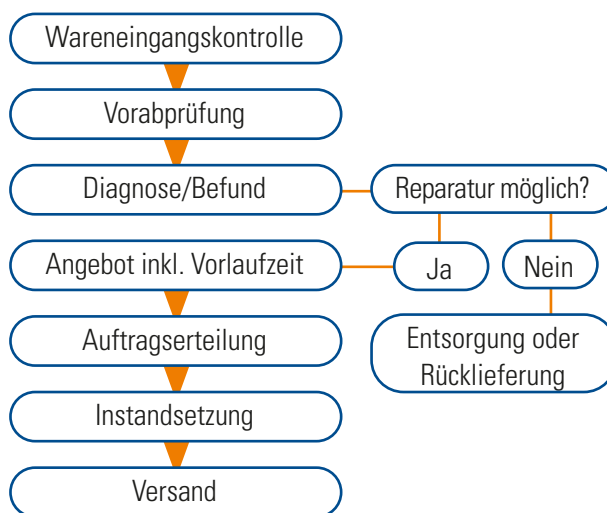 Wareneingangskontrolle
Vorabprüfung
Diagnose/Befund
Reparatur möglich?
Angebot inkl. Vorlaufzeit
Ja
Nein
Auftragserteilung
Entsorgung oder
Rücklieferung
Instandsetzung
Versand